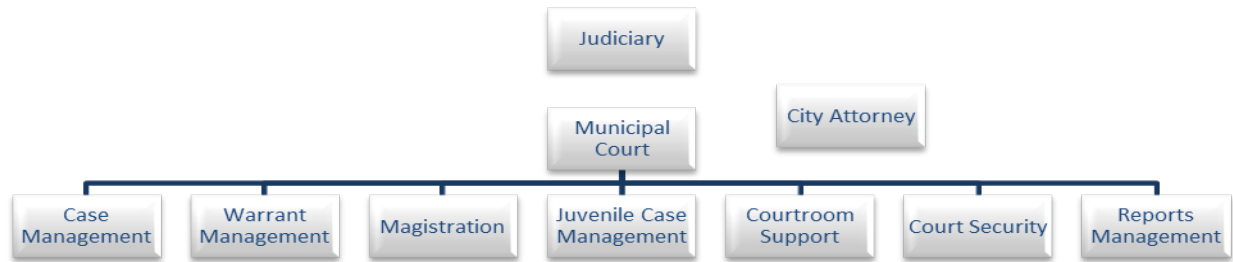 Judiciary
City Attorney
Municipal
Court
Case
Management
Warrant
Management
Magistration
Juvenile Case
Management
Courtroom
Support
Court Security
Reports
Management